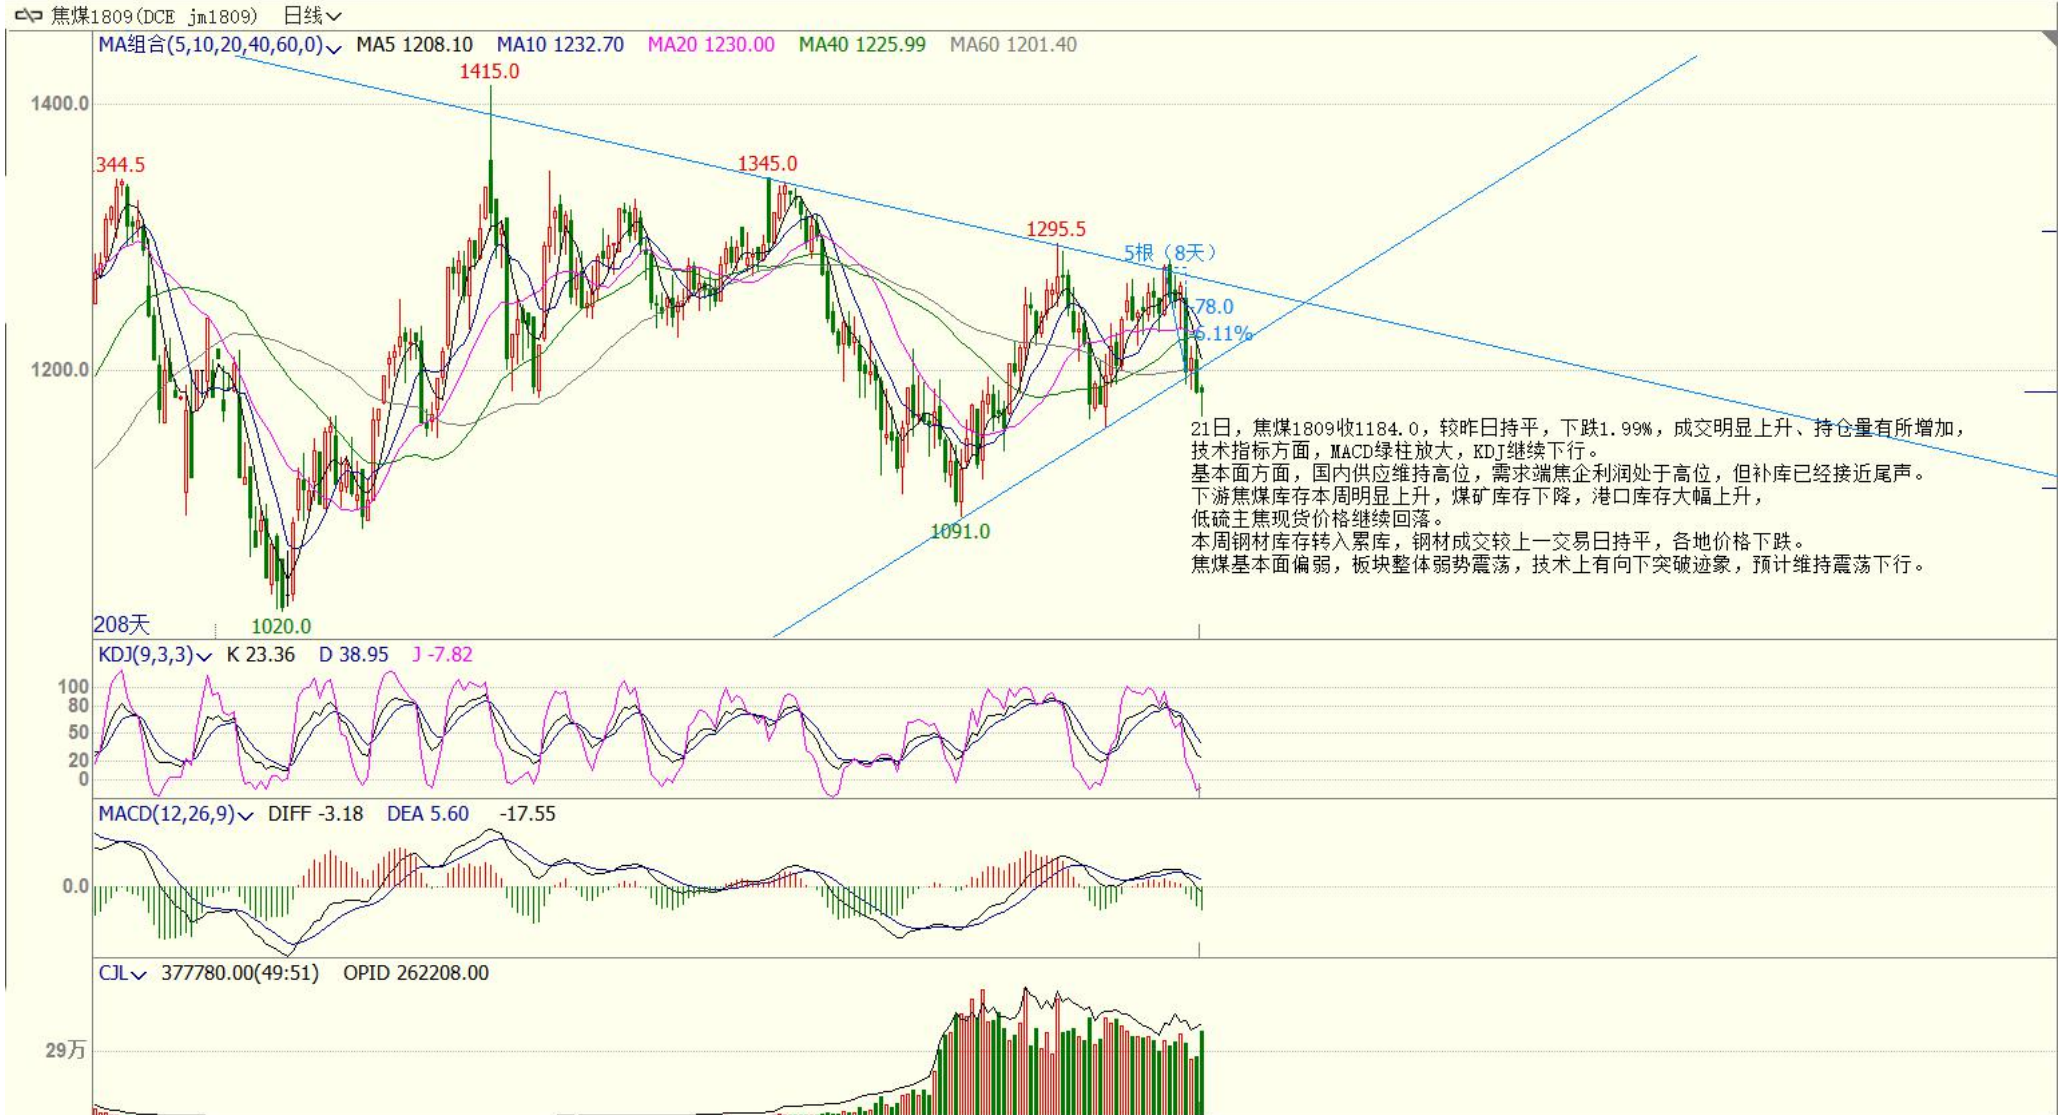 焦煤1809(DCE jm1809) 日线
MA组合(5,10,20,40,60,0) MA5 1208.10 MA10 1232.70 MA20 1230.00 MA40 1225.99 MA60 1201.40
1415.0
1400.0
344.5
1345.0
1295.5
5根（8天）
-78.0
-6.11%
1200.0
21日，焦煤1809收1184.0，较昨日持平，下跌1.99%，成交明显上升、持仓量有所增加，
技术指标方面，MACD绿柱放大，KDJ继续下行。
基本面方面，国内供应维持高位，需求端焦企利润处于高位，但补库已经接近尾声。
下游焦煤库存本周明显上升，煤矿库存下降，港口库存大幅上升，
低硫主焦现货价格继续回落。
本周钢材库存转入累库，钢材成交较上一交易日持平，各地价格下跌。
焦煤基本面偏弱，板块整体弱势震荡，技术上有向下突破迹象，预计维持震荡下行。
1091.0
208天
1020.0
KDJ(9,3,3) K 23.36 D 38.95 J -7.82
100
80
50
20
0
MACD(12,26,9) DIFF -3.18 DEA 5.60 -17.55
0.0
CJL 377780.00(49:51) OPID 262208.00
29万